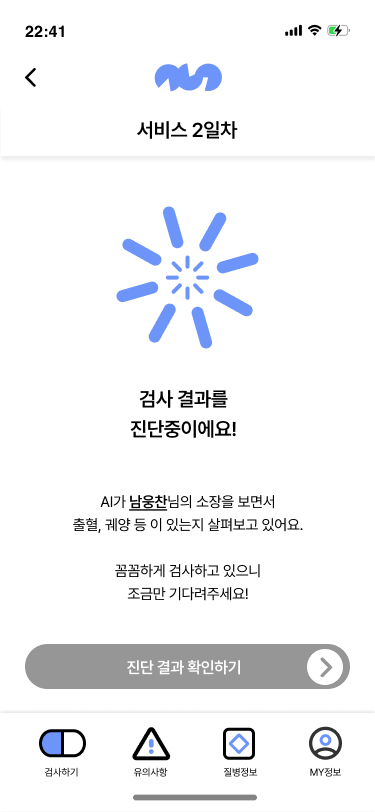 22:41
서비스 2일차
검사 결과를
진단중이에요!
AI가 남웅찬님의 소장을 보면서
출혈, 궤양 등 이 있는지 살펴보고 있어요.
꼼꼼하게 검사하고 있으니
조금만 기다려주세요!
진단 결과 확인하기
검사하기 유의사항 질병정보 MY정보